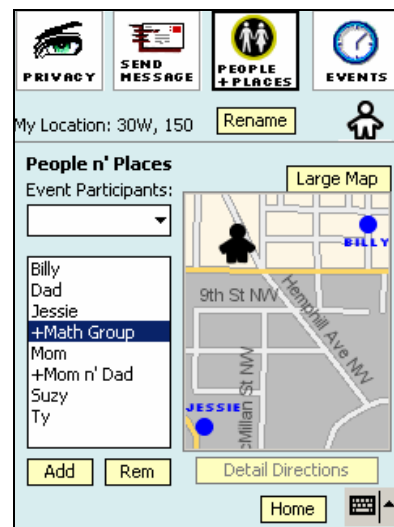 PRIVACY
SEND
MESSAGE
PEOPLE
+PLACES
EVENTS
My Location: 30W, 150
Rename
People n' Places
Event Participants:
Large Map
Billy
Dad
Jessie
+Math Group
Mom
+Mom n' Dad
Suzy
Ty
BILLY
9th St NW
Hemphill Ave NW
JESSIE
cMillan St NW
Add
Rem
Detail Directions
Home